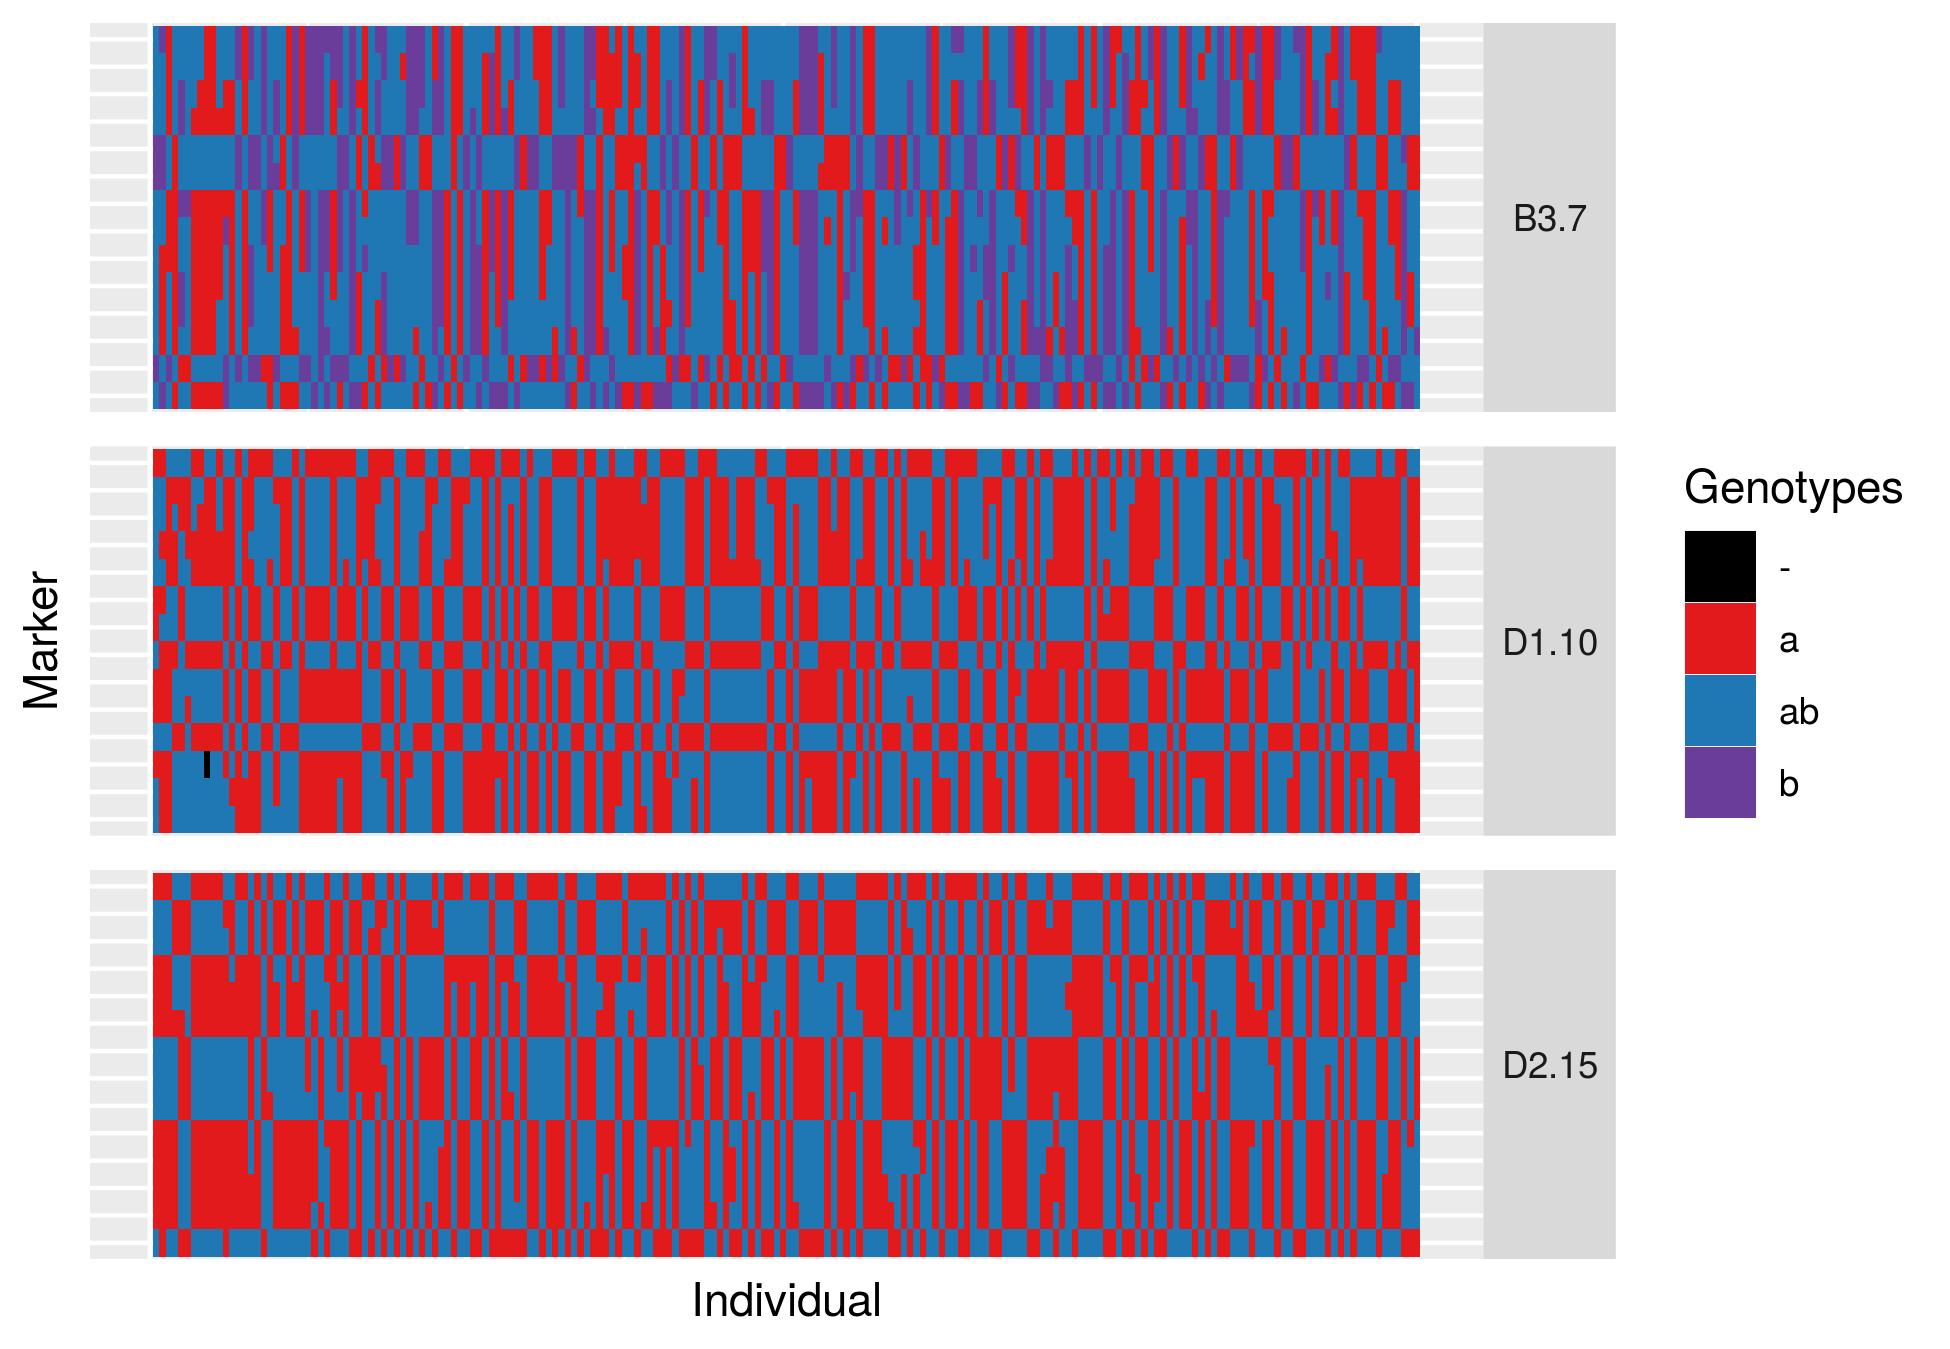 Marker
B3.7
D1.10
D2.15
Individual
Genotypes
-
a
ab
b